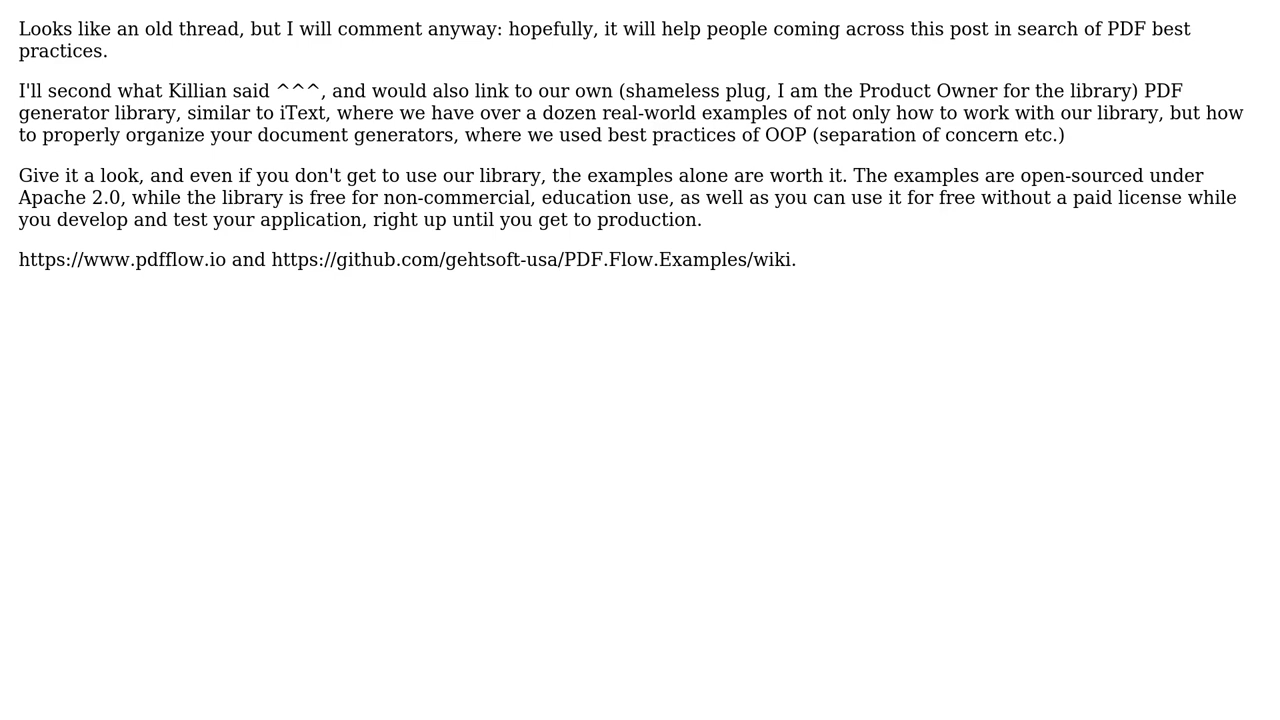 Looks like an old thread, but I will comment anyway: hopefully, it will help people coming across this post in search of PDF best
practices.
I'll second what Killian said ^^^, and would also link to our own (shameless plug, I am the Product Owner for the library) PDF
generator library, similar to iText, where we have over a dozen real-world examples of not only how to work with our library, but how
to properly organize your document generators, where we used best practices of OOP (separation of concern etc.)
Give it a look, and even if you don't get to use our library, the examples alone are worth it. The examples are open-sourced under
Apache 2.0, while the library is free for non-commercial, education use, as well as you can use it for free without a paid license while
you develop and test your application, right up until you get to production.
https://www.pdfflow.io and https://github.com/gehtsoft-usa/PDF.Flow.Examples/wiki.